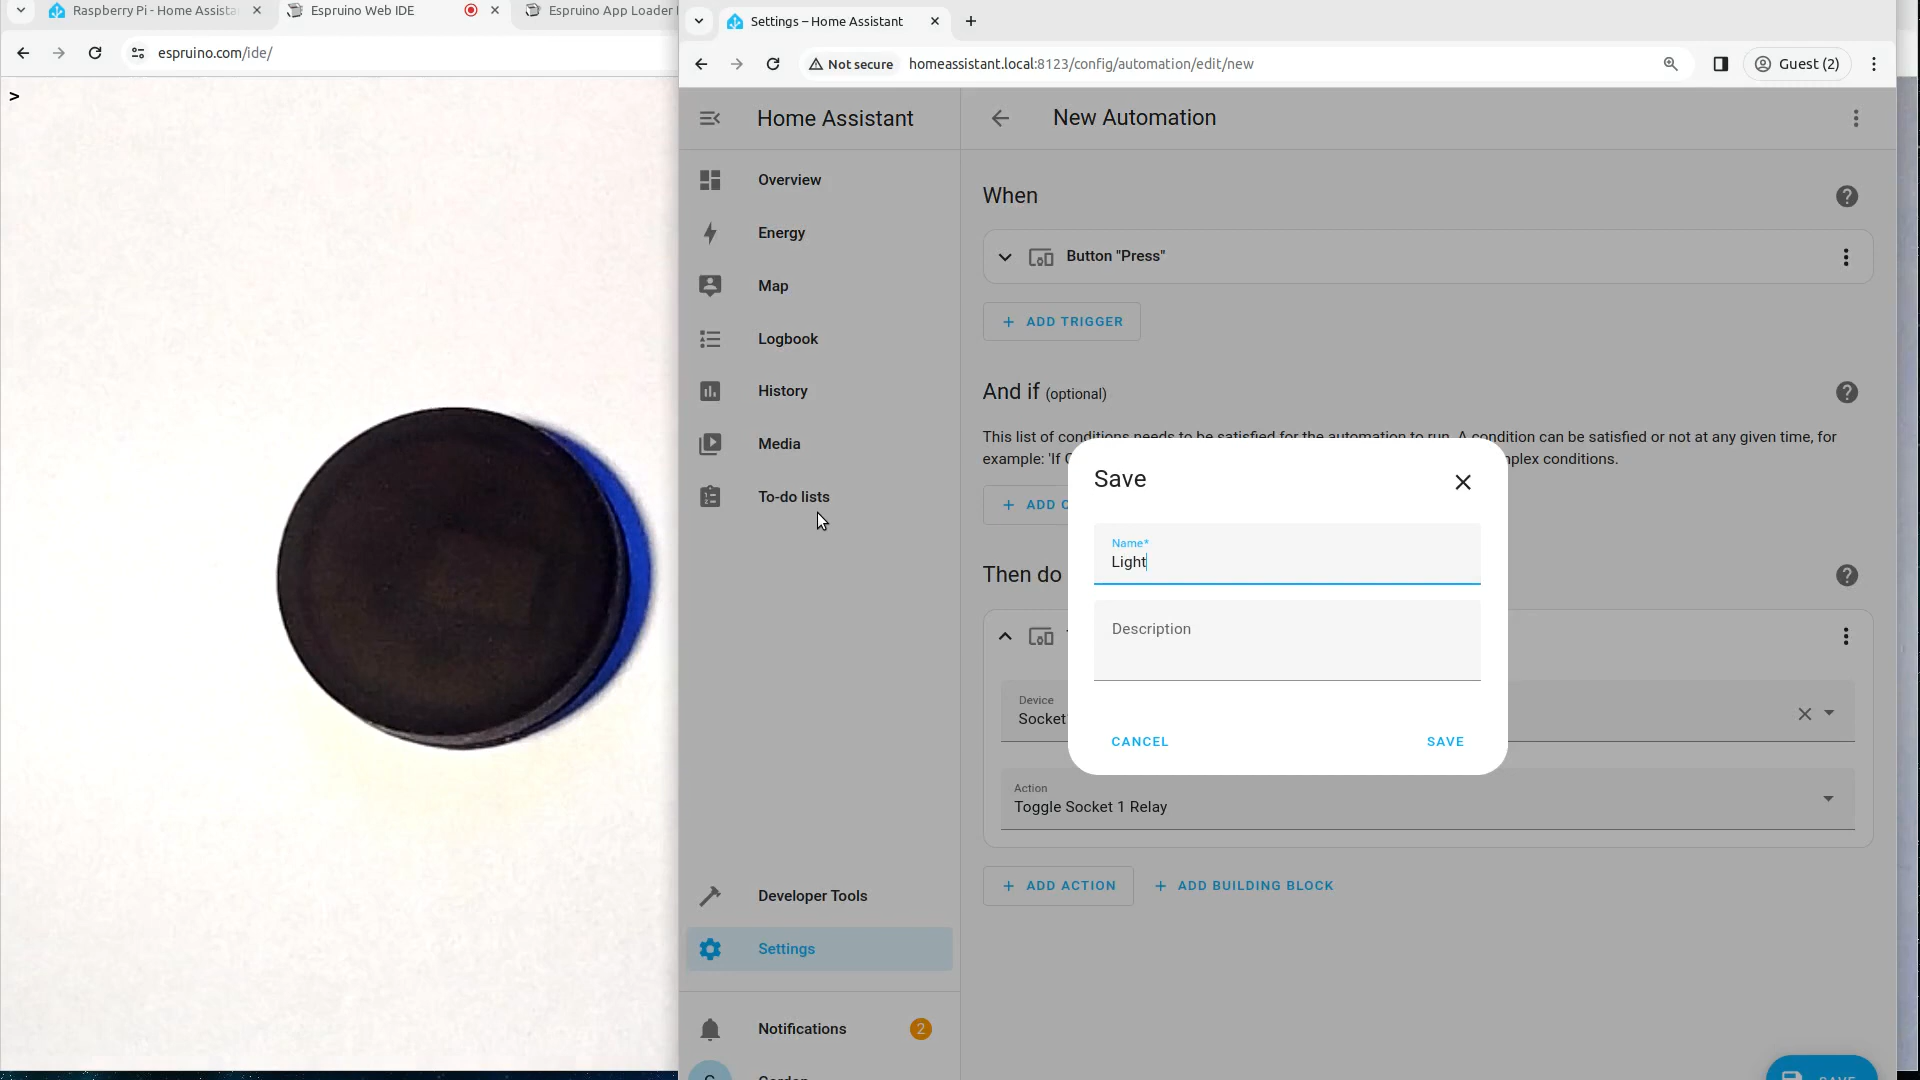 Raspberry Pi - Home Assista
Espruino Web IDE
Espruino App Loader
espruino.com/ide/
>
Settings – Home Assistant
Not secure
homeassistant.local:8123/config/automation/edit/new
Guest (2)
Home Assistant
New Automation
Overview
Energy
Map
Logbook
History
Media
To-do lists
Developer Tools
Settings
Notifications
2
When
Button "Press"
+ ADD TRIGGER
And if (optional)
This list of conditions needs to be satisfied for the automation to run. A condition can be satisfied or not at any given time, for
example: 'If
plex conditions.
+ ADD
Then do
Device
Socket
Action
Toggle Socket 1 Relay
+ ADD ACTION
+ ADD BUILDING BLOCK
Save
Name*
Light
Description
CANCEL
SAVE
SAVE